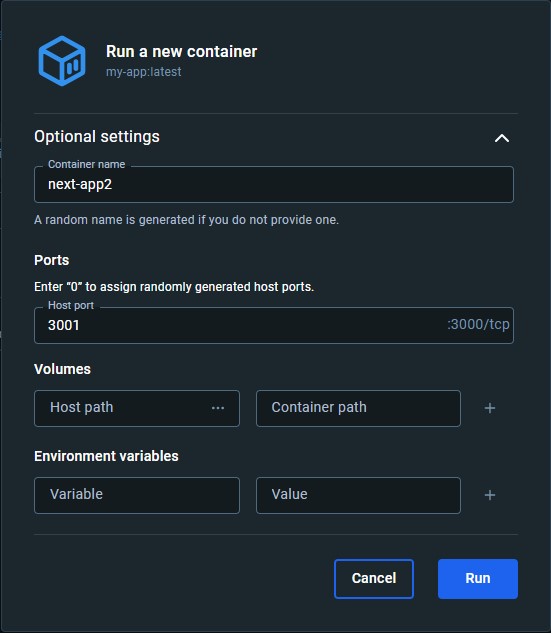 Run a new container
my-app:latest
Optional settings
Container name
next-app2
A random name is generated if you do not provide one.
Ports
Enter “0” to assign randomly generated host ports.
Host port
3001 :3000/tcp
Volumes
Host path ··· Container path +
Environment variables
Variable Value +
Cancel Run